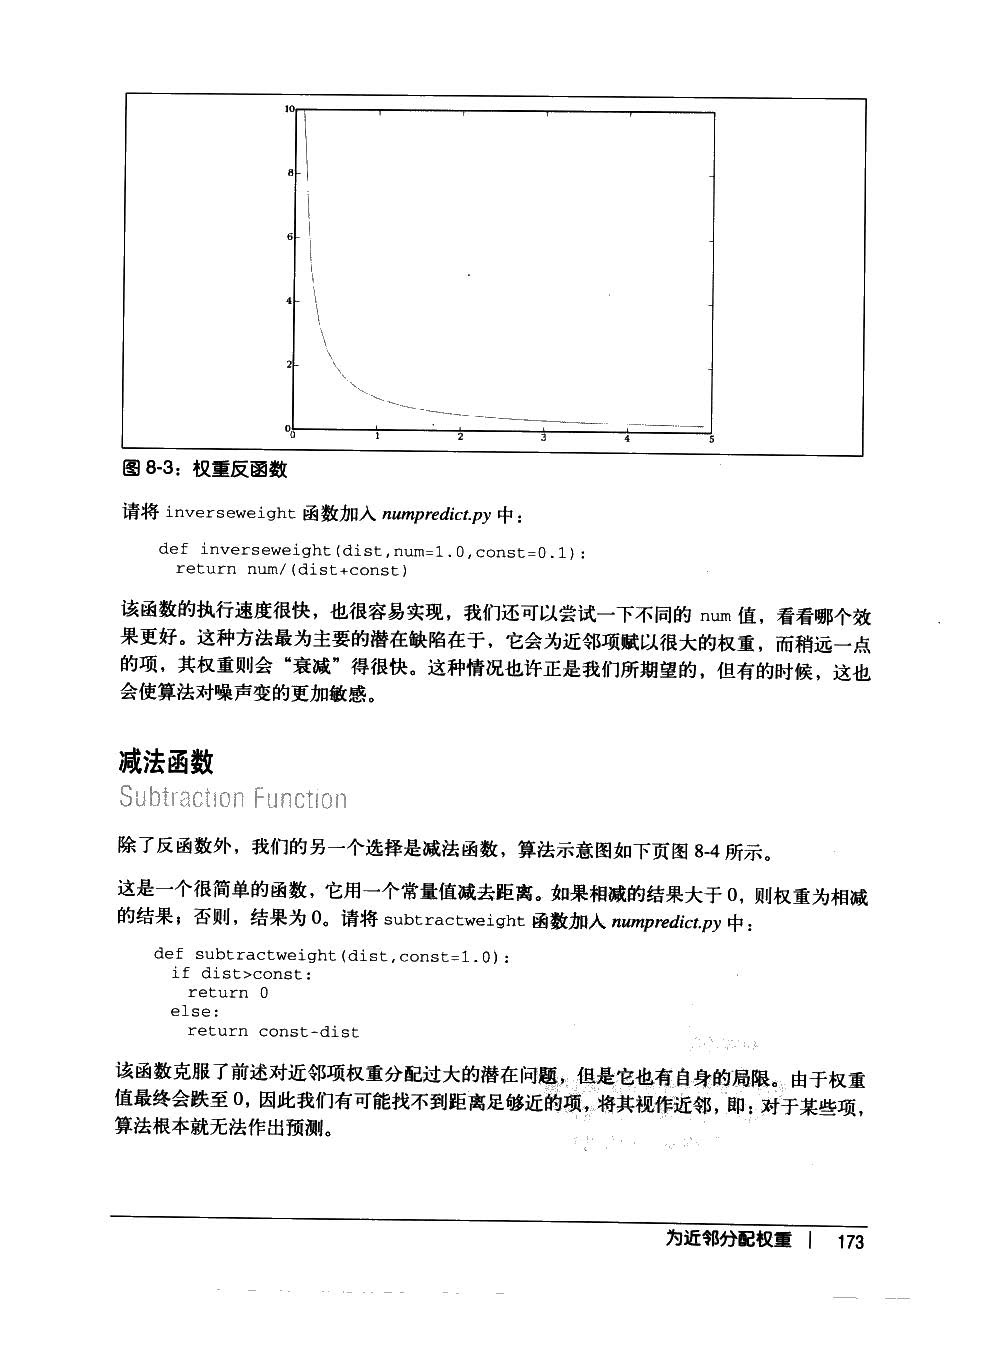 10
8
6
4
2
0
0 1 2 3 4 5
图 8-3：权重反函数
请将 inverseweight 函数加入 numpredict.py 中：
def inverseweight(dist,num=1.0,const=0.1):
return num/(dist+const)
该函数的执行速度很快，也很容易实现，我们还可以尝试一下不同的 num 值，看看哪个效
果更好。这种方法最为主要的潜在缺陷在于，它会为近邻项赋以很大的权重，而稍远一点
的项，其权重则会“衰减”得很快。这种情况也许正是我们所期望的，但有的时候，这也
会使算法对噪声变的更加敏感。
减法函数
Subtraction Function
除了反函数外，我们的另一个选择是减法函数，算法示意图如下页图 8-4 所示。
这是一个很简单的函数，它用一个常量值减去距离。如果相减的结果大于 0，则权重为相减
的结果；否则，结果为 0。请将 subtractweight 函数加入 numpredict.py 中：
def subtractweight(dist,const=1.0):
if dist>const:
return 0
else:
return const-dist
该函数克服了前述对近邻项权重分配过大的潜在问题，但是它也有自身的局限。由于权重
值最终会跌至 0，因此我们有可能找不到距离足够近的项，将其视作近邻，即：对于某些项，
算法根本就无法作出预测。
为近邻分配权重 | 173